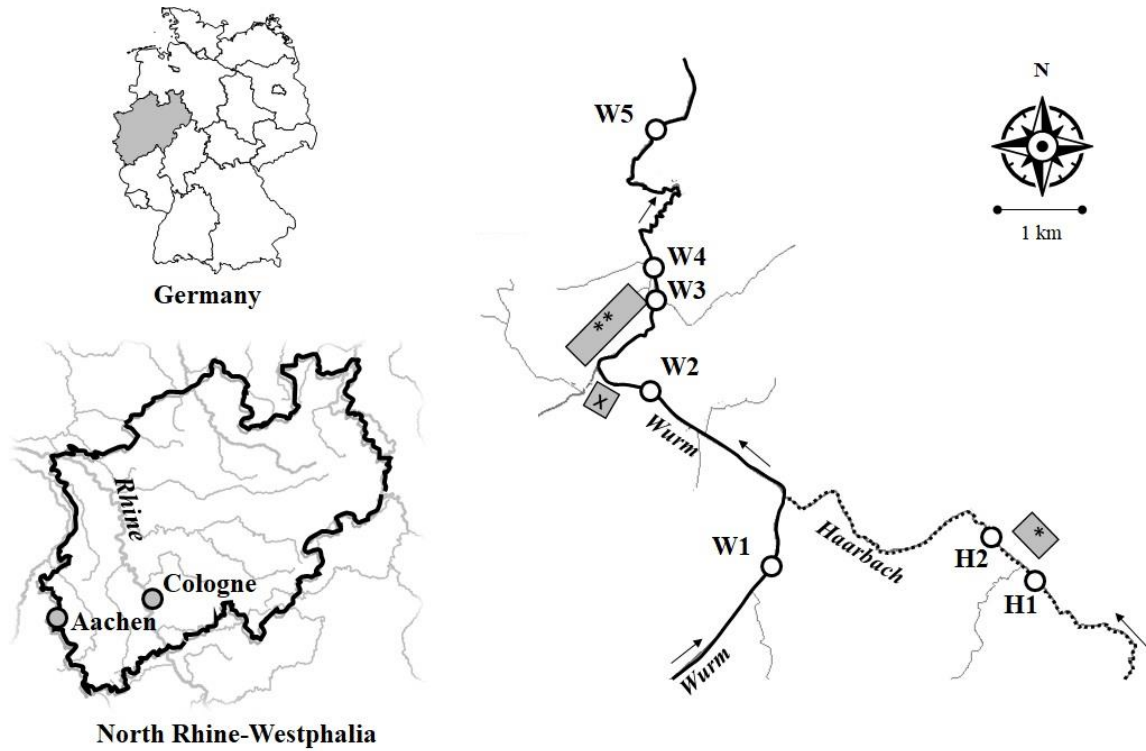 Germany
Rhine
Cologne
Aachen
North Rhine-Westphalia
N
1 km
W5
W4
W3
**
W2
x
Wurm
W1
Haarbach
*
H2
H1
Wurm